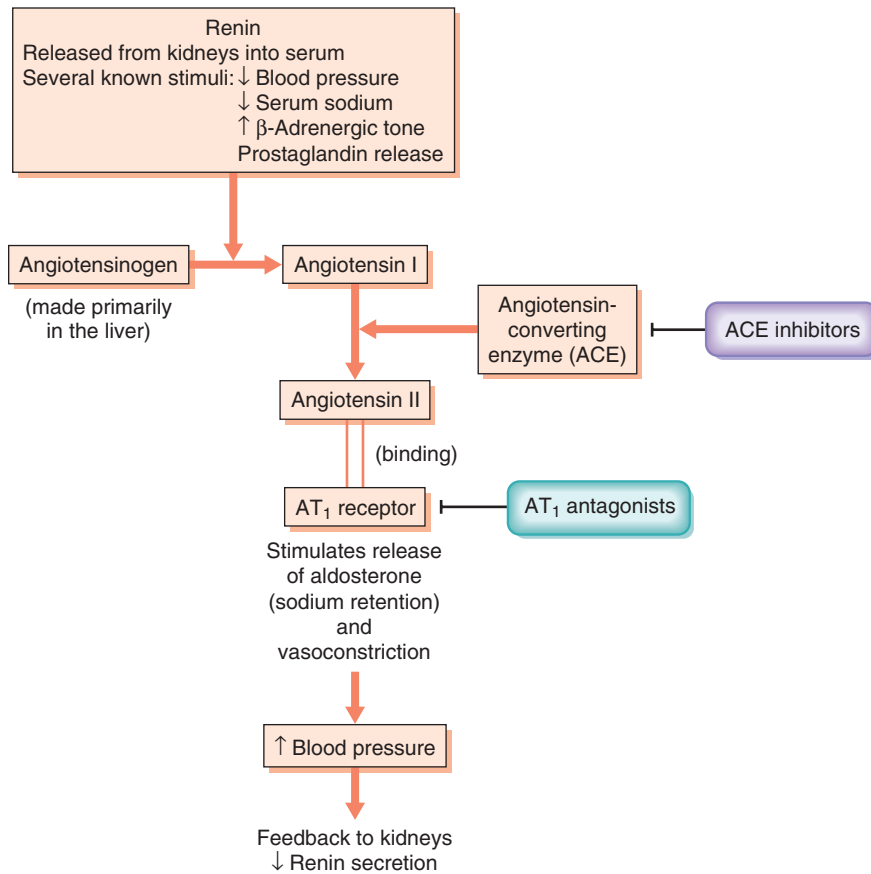 Renin
Released from kidneys into serum
Several known stimuli: ↓ Blood pressure
↓ Serum sodium
↑ β-Adrenergic tone
Prostaglandin release
Angiotensinogen
(made primarily
in the liver)
Angiotensin I
Angiotensin-
converting
enzyme (ACE)
ACE inhibitors
Angiotensin II
(binding)
AT₁ receptor
AT₁ antagonists
Stimulates release
of aldosterone
(sodium retention)
and
vasoconstriction
↑ Blood pressure
Feedback to kidneys
↓ Renin secretion